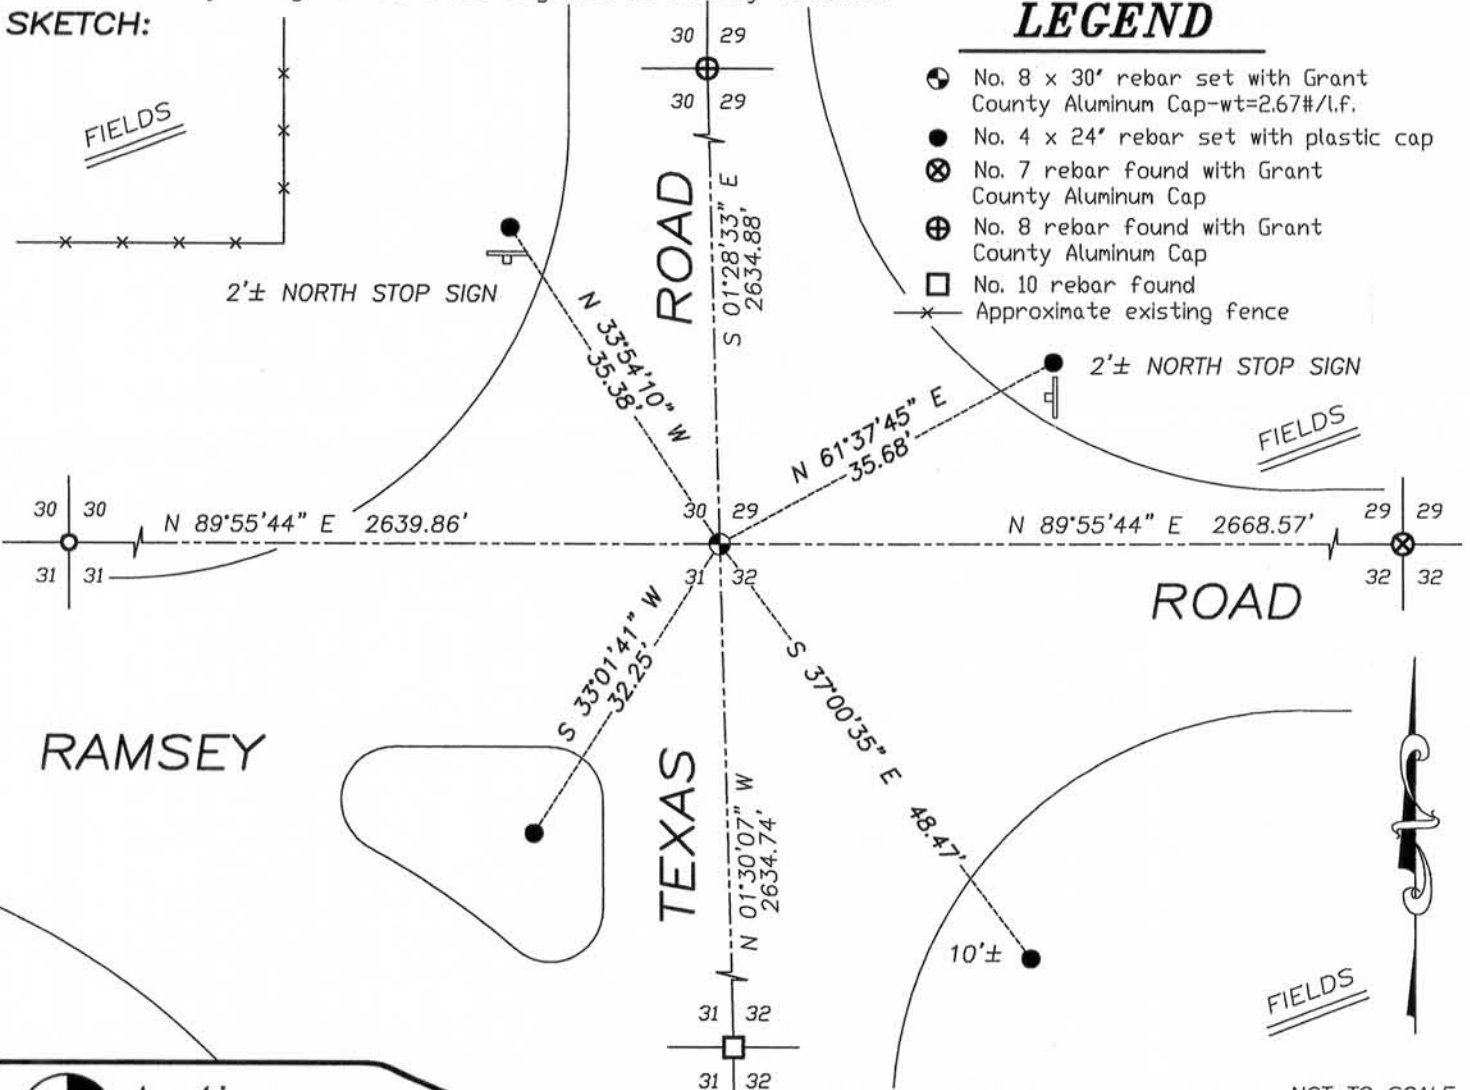 SKETCH:
LEGEND
No. 8 x 30" rebar set with Grant
County Aluminum Cap-wt=2.67#/l.f.
No. 4 x 24" rebar set with plastic cap
No. 7 rebar found with Grant
County Aluminum Cap
No. 8 rebar found with Grant
County Aluminum Cap
No. 10 rebar found
Approximate existing fence
FIELDS
30 29
30 29
2'± NORTH STOP SIGN
ROAD
S 01°28'33" E
2634.88'
N 33°54'10" W
35.38'
N 61°37'45" E
35.68'
2'± NORTH STOP SIGN
FIELDS
30 30
31 31
N 89°55'44" E 2639.86'
30 29
31 32
N 89°55'44" E 2668.57'
29 29
32 32
ROAD
S 33°01'41" W
32.25'
S 37°00'35" E 48.47'
RAMSEY
TEXAS
N 01°30'07" W
2634.74'
10'±
FIELDS
31 32
31 32
NOT TO SCALE